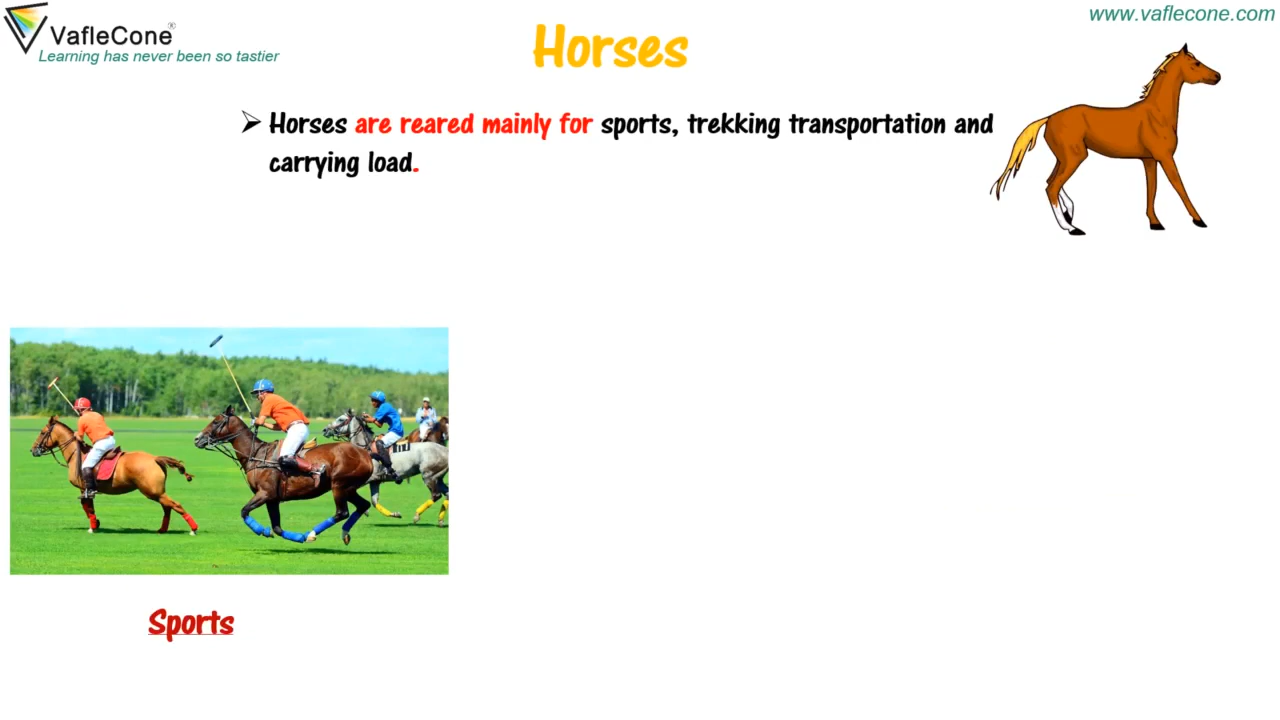 VafleCone®
Learning has never been so tastier
www.vaflecone.com
Horses
➢ Horses are reared mainly for sports, trekking transportation and
carrying load.
Sports